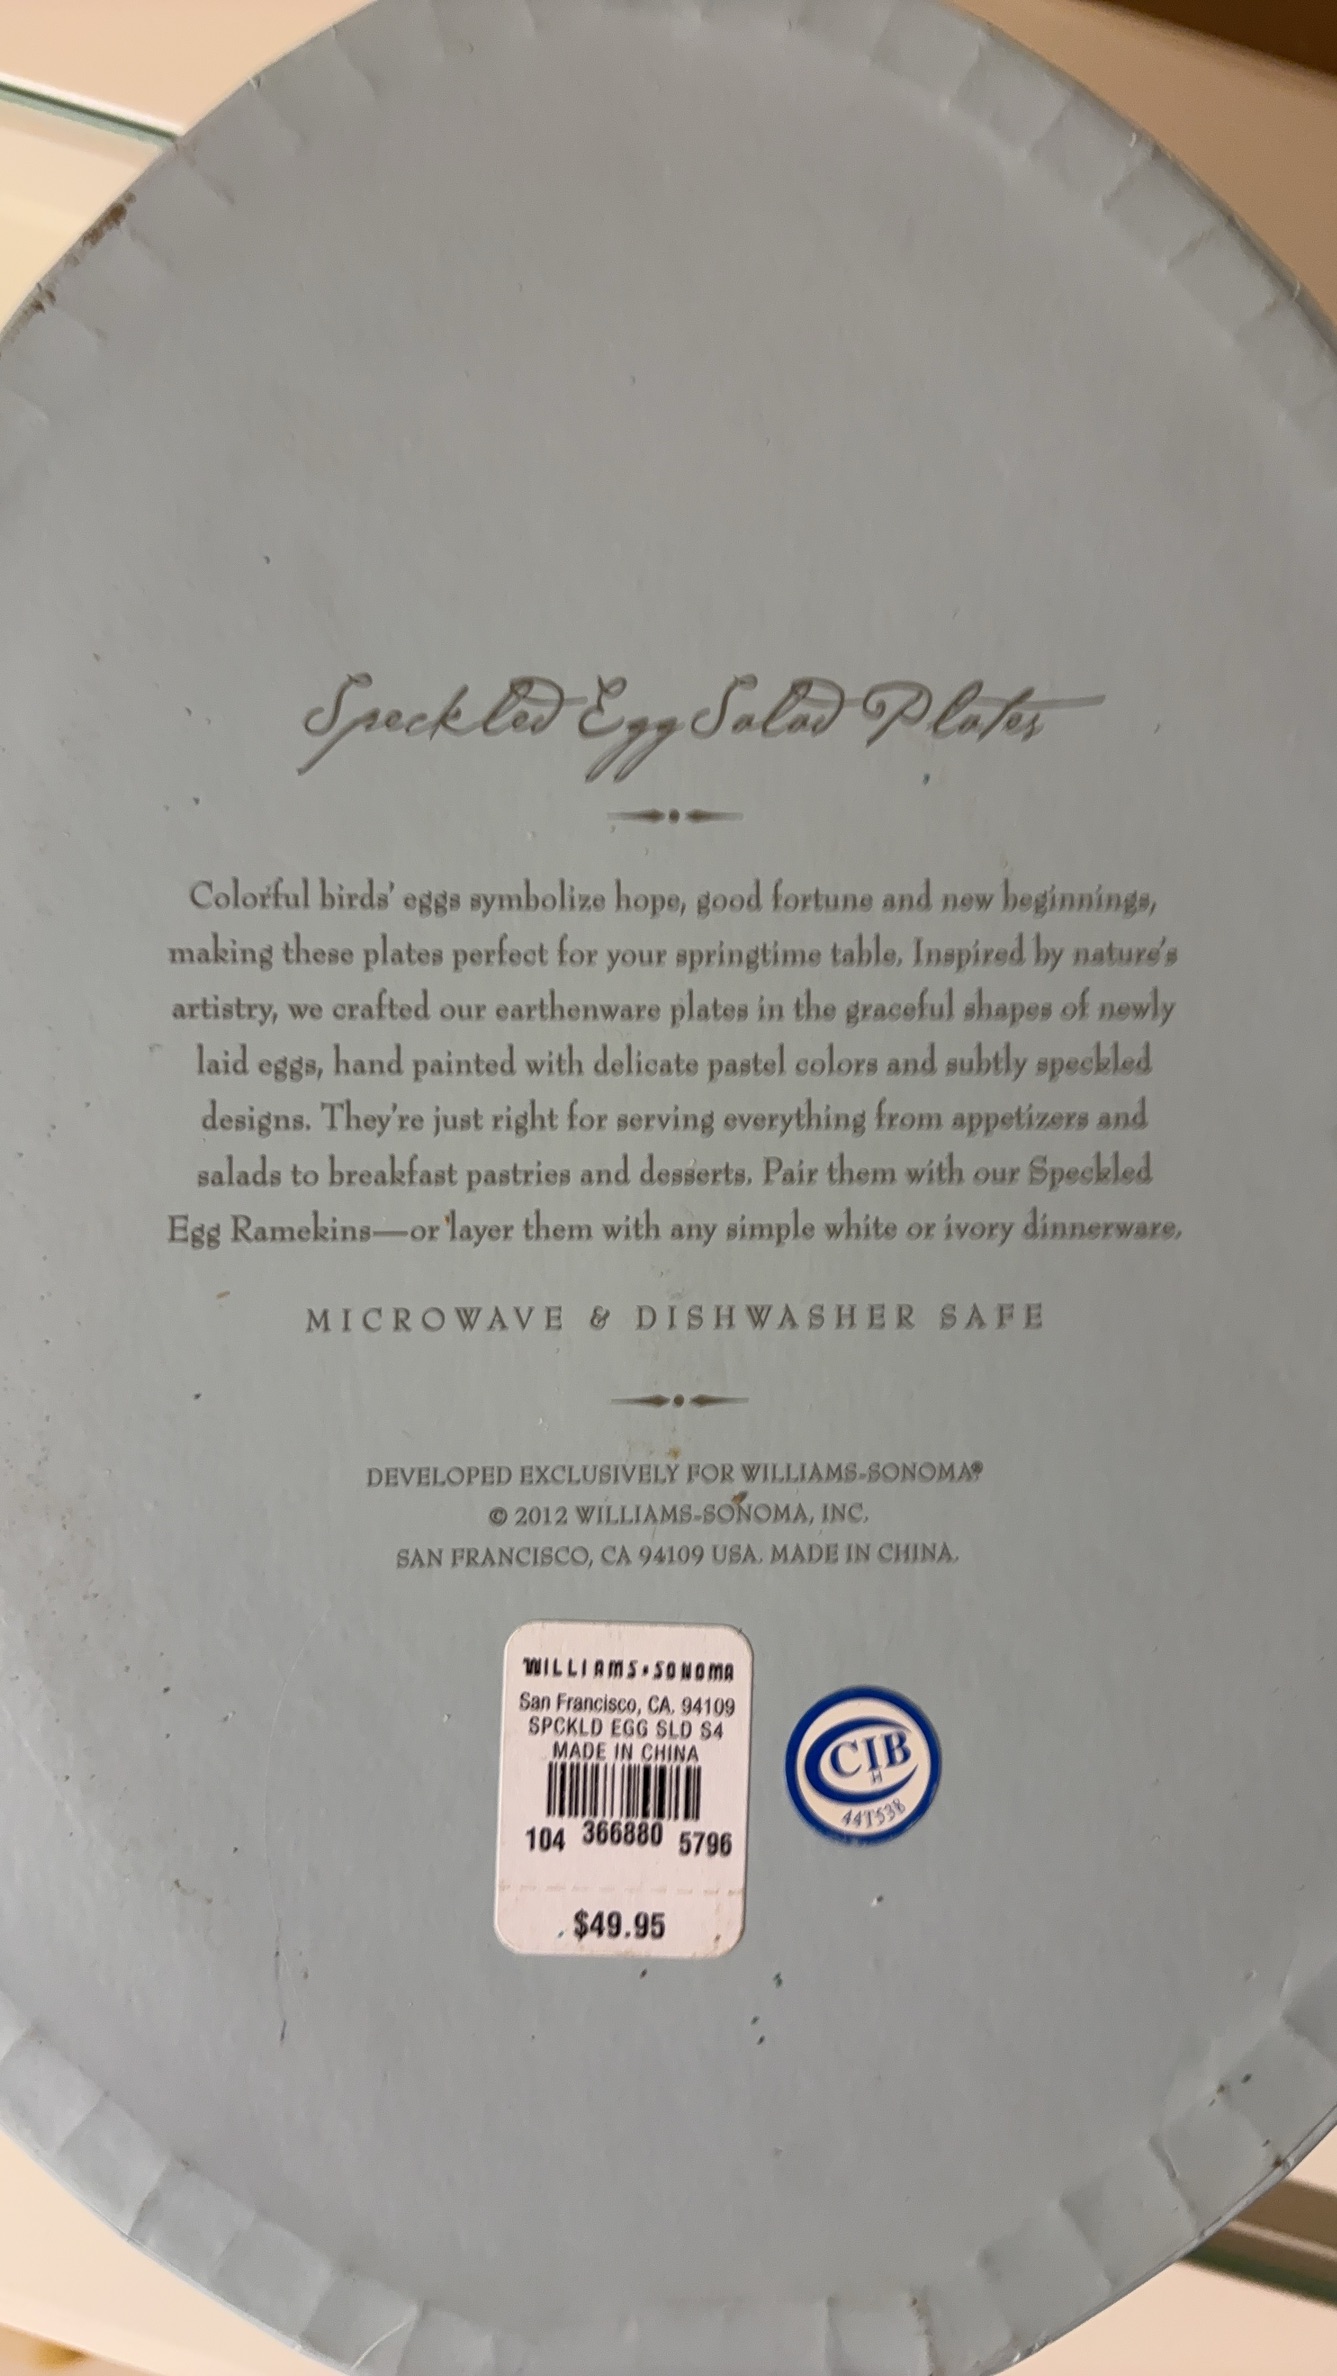 Speckled Egg Salad Plates
Colorful birds' eggs symbolize hope, good fortune and new beginnings,
making these plates perfect for your springtime table. Inspired by nature's
artistry, we crafted our earthenware plates in the graceful shapes of newly
laid eggs, hand painted with delicate pastel colors and subtly speckled
designs. They're just right for serving everything from appetizers and
salads to breakfast pastries and desserts. Pair them with our Speckled
Egg Ramekins—or layer them with any simple white or ivory dinnerware.
MICROWAVE & DISHWASHER SAFE
DEVELOPED EXCLUSIVELY FOR WILLIAMS-SONOMA®
© 2012 WILLIAMS-SONOMA, INC.
SAN FRANCISCO, CA 94109 USA. MADE IN CHINA.
WILLIAMS·SONOMA
San Francisco, CA. 94109
SPCKLD EGG SLD S4
MADE IN CHINA
104 366880 5796
$49.95
CIB
H
44T538